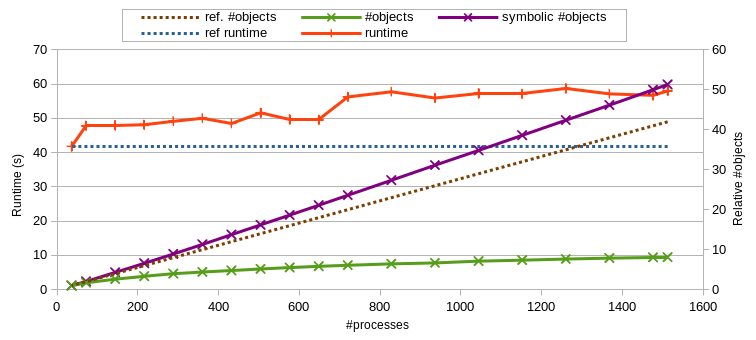 ref. #objects #objects symbolic #objects
ref runtime runtime
70
60
50
40
30
20
10
0
Runtime (s)
60
50
40
30
20
10
0
Relative #objects
0 200 400 600 800 1000 1200 1400 1600
#processes